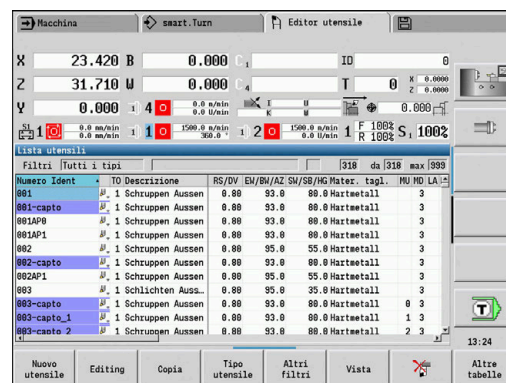 Macchina smart.Turn Editor utensile
X 23.420 B 0.000 C 1 ID 0
Z 31.710 W 0.000 C 4 T 0 X 0.0000 Z 0.0000
Y 0.000 1) 4 0.0 m/min 0.0 U/min I K U W 0.000
S1 1 0.0 m/min 0.0 m/min 1) 1 1500.0 m/min 360.0 ° 1) 2 1500.0 m/min 0.0 U/min 1 F 100% R 100% S1 100%
Lista utensili
Filtri Tutti i tipi 318 da 318 max 999
Numero Ident TO Descrizione RS/DV EW/BW/AZ SW/SB/HG Mater. tagl. MU MD LA
001 1 Schruppen Aussen 0.80 93.0 80.0 Hartmetall 3
001-capto 1 Schruppen Aussen 0.80 93.0 80.0 Hartmetall 3
001AP0 1 Schruppen Aussen 0.80 93.0 80.0 Hartmetall 3
001AP1 1 Schruppen Aussen 0.80 93.0 80.0 Hartmetall 3
002 1 Schruppen Aussen 0.80 95.0 55.0 Hartmetall 3
002-capto 1 Schruppen Aussen 0.80 93.0 80.0 Hartmetall 3
002AP1 1 Schruppen Aussen 0.80 95.0 55.0 Hartmetall 3
003 1 Schlichten Auss… 0.80 95.0 35.0 Hartmetall 3
003-capto 1 Schruppen Aussen 0.80 93.0 80.0 Hartmetall 0 3
003-capto_1 1 Schruppen Aussen 0.80 93.0 80.0 Hartmetall 1 3
003-capto_2 1 Schruppen Aussen 0.80 93.0 80.0 Hartmetall 2 3
T
13:24
Nuovo utensile
Editing
Copia
Tipo utensile
Altri filtri
Vista
Altre tabelle